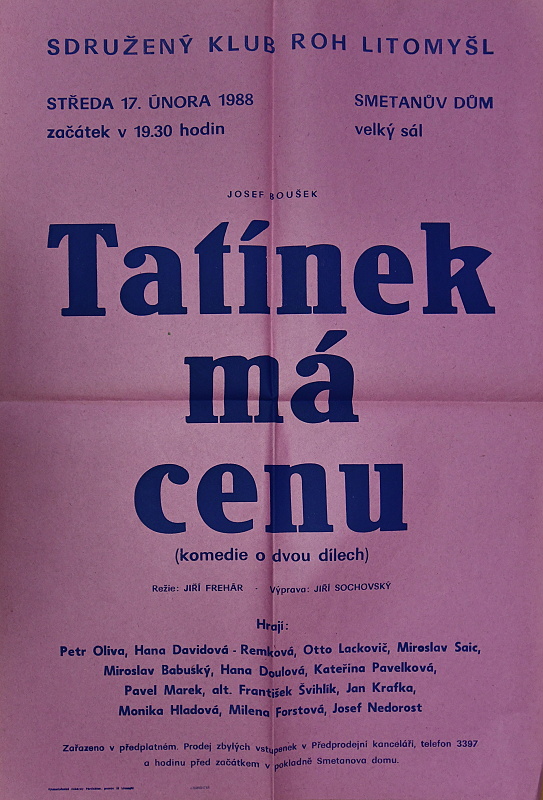 SDRUŽENÝ KLUB ROH LITOMYŠL
STŘEDA 17. ÚNORA 1988
začátek v 19.30 hodin
SMETANŮV DŮM
velký sál
JOSEF BOUŠEK
Tatínek
má
cenu
(komedie o dvou dílech)
Režie: JIŘÍ FREHÁR - Výprava: JIŘÍ SOCHOVSKÝ
Hrají:
Petr Oliva, Hana Davidová - Remková, Otto Lackovič, Miroslav Saic,
Miroslav Babuský, Hana Doulová, Kateřina Pavelková,
Pavel Marek, alt. František Švihlík, Jan Krafka,
Monika Hladová, Milena Forstová, Josef Nedorost
Zařazeno v předplatném. Prodej zbylých vstupenek v Předprodejní kanceláři, telefon 3397
a hodinu před začátkem v pokladně Smetanova domu.